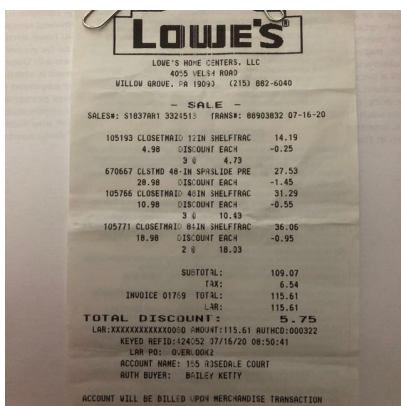 LOWE'S®
LOWE'S HOME CENTERS, LLC
4055 WELSH ROAD
WILLOW GROVE, PA 19090 (215) 882-6040
- SALE -
SALES#: S1837AH1 3324513 TRANS#: 88903832 07-16-20
105193 CLOSETMAID 12IN SHELFTRAC 14.19
4.98 DISCOUNT EACH -0.25
3 @ 4.73
670667 CLSTMD 48-IN SPRSLIDE PRE 27.53
28.98 DISCOUNT EACH -1.45
105766 CLOSETMAID 48IN SHELFTRAC 31.29
10.98 DISCOUNT EACH -0.55
3 @ 10.43
105771 CLOSETMAID 84IN SHELFTRAC 36.06
18.98 DISCOUNT EACH -0.95
2 @ 18.03
SUBTOTAL: 109.07
TAX: 6.54
INVOICE 01769 TOTAL: 115.61
LAR: 115.61
TOTAL DISCOUNT: 5.75
LAR:XXXXXXXXXXXX0080 AMOUNT:115.61 AUTHCD:000322
KEYED REFID:424052 07/16/20 08:50:41
LAR PO: OVERLOOK2
ACCOUNT NAME: 155 ROSEDALE COURT
AUTH BUYER: BAILEY KETTY
ACCOUNT WILL BE BILLED UPON MERCHANDISE TRANSACTION